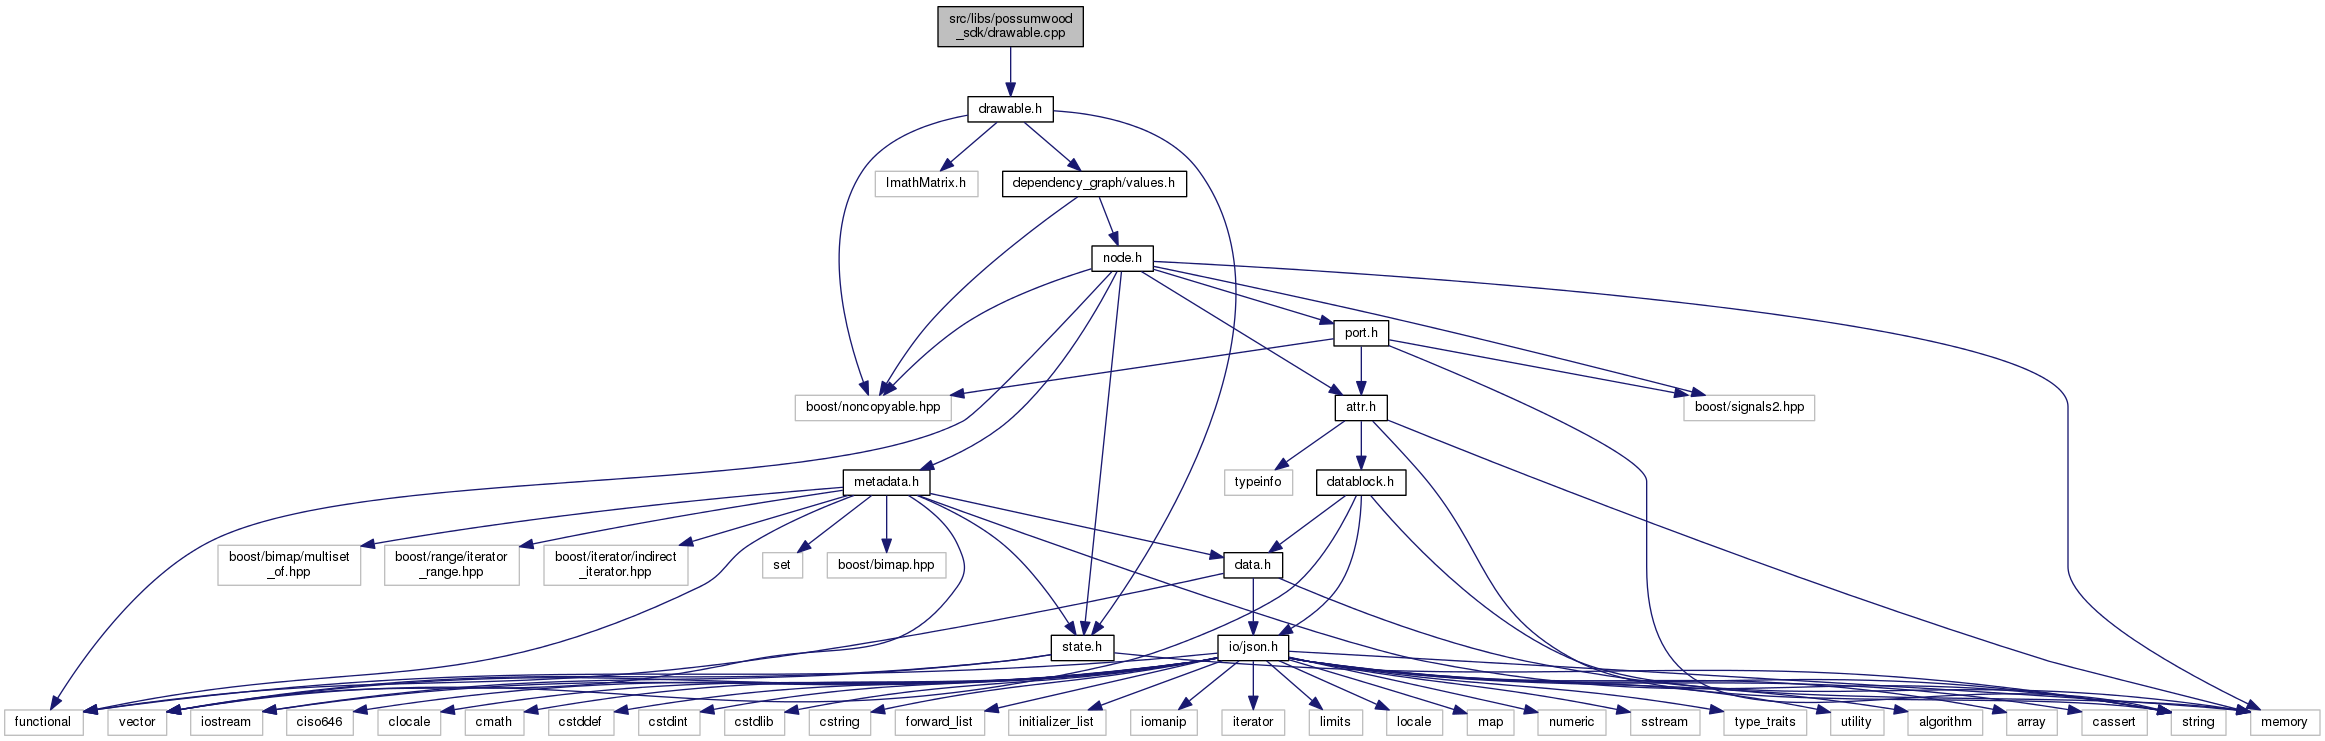 src/libs/possumwood
_sdk/drawable.cpp
drawable.h
ImathMatrix.h
dependency_graph/values.h
node.h
port.h
boost/noncopyable.hpp
attr.h
boost/signals2.hpp
metadata.h
typeinfo
datablock.h
boost/bimap/multiset
_of.hpp
boost/range/iterator
_range.hpp
boost/iterator/indirect
_iterator.hpp
set
boost/bimap.hpp
data.h
state.h
io/json.h
functional
vector
iostream
ciso646
clocale
cmath
cstddef
cstdint
cstdlib
cstring
forward_list
initializer_list
iomanip
iterator
limits
locale
map
numeric
sstream
type_traits
utility
algorithm
array
cassert
string
memory